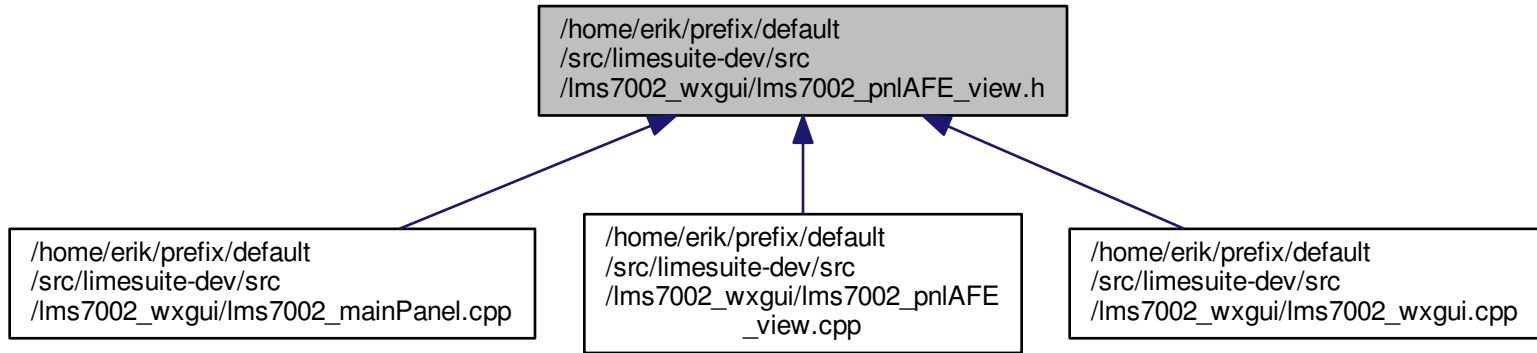 /home/erik/prefix/default
/src/limesuite-dev/src
/lms7002_wxgui/lms7002_pnlAFE_view.h
/home/erik/prefix/default
/src/limesuite-dev/src
/lms7002_wxgui/lms7002_mainPanel.cpp
/home/erik/prefix/default
/src/limesuite-dev/src
/lms7002_wxgui/lms7002_pnlAFE
_view.cpp
/home/erik/prefix/default
/src/limesuite-dev/src
/lms7002_wxgui/lms7002_wxgui.cpp